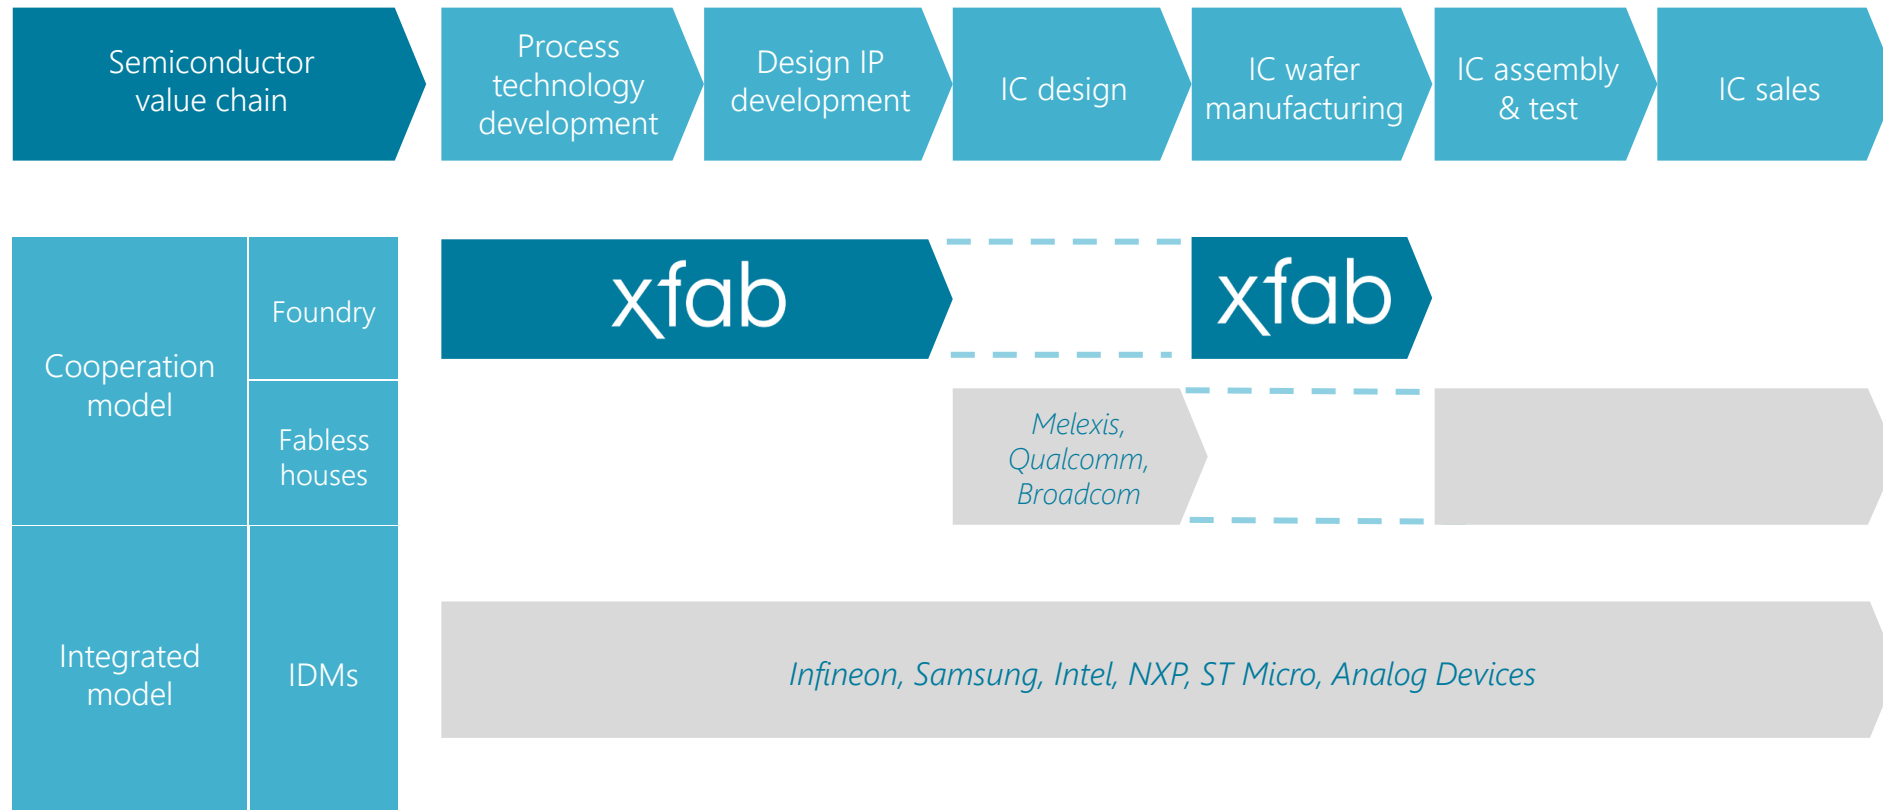 Semiconductor
value chain
Process
technology
development
Design IP
development
IC design
IC wafer
manufacturing
IC assembly
& test
IC sales
Cooperation
model
Foundry
xfab
xfab
Fabless
houses
Melexis,
Qualcomm,
Broadcom
Integrated
model
IDMs
Infineon, Samsung, Intel, NXP, ST Micro, Analog Devices